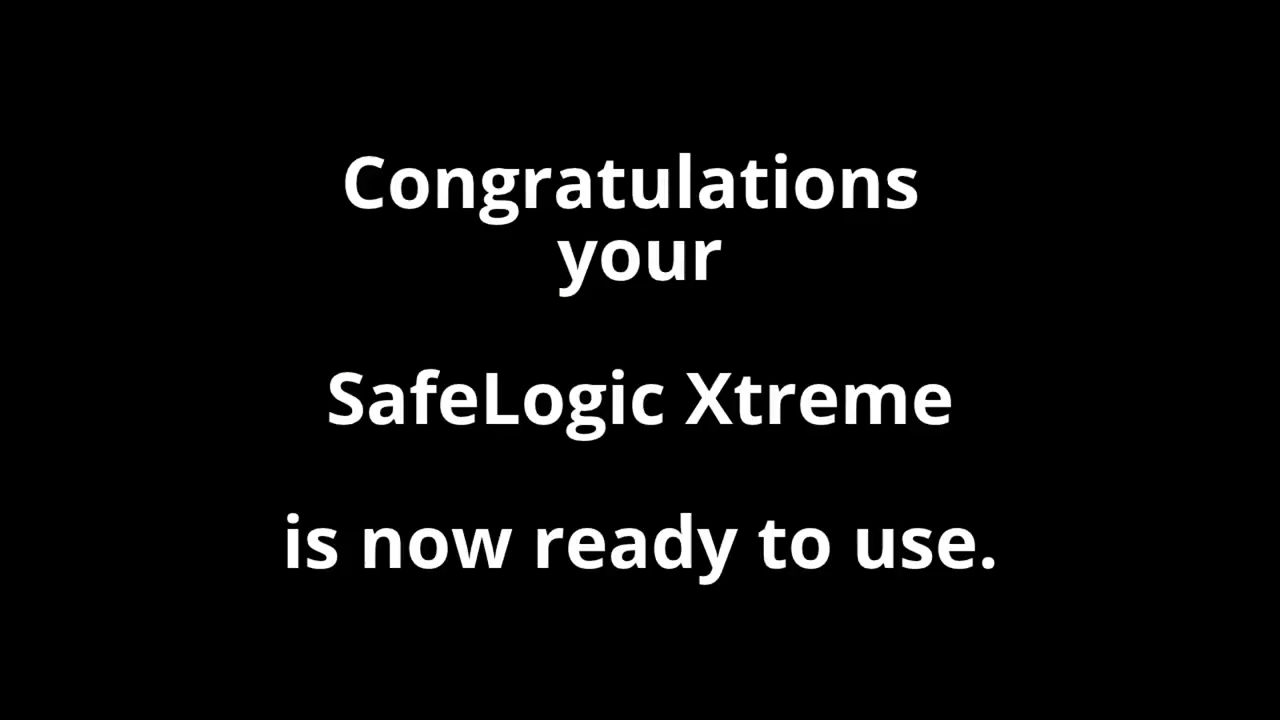 Congratulations
your
SafeLogic Xtreme
is now ready to use.